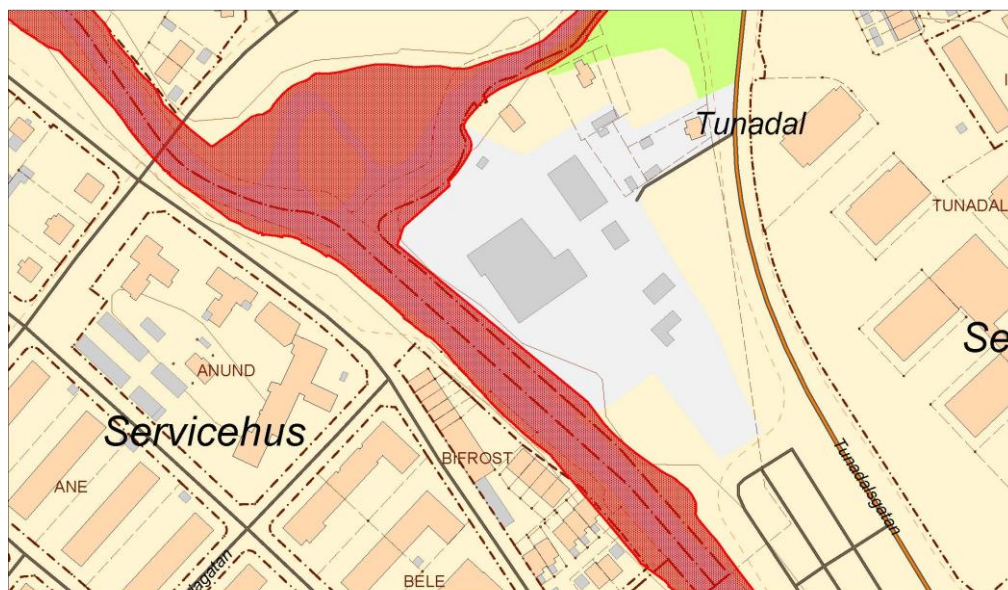 Tunadal
TUNADAL
Se
ANUND
Servicehus
BIFROST
Tunadalsgatan
ANE
BELE